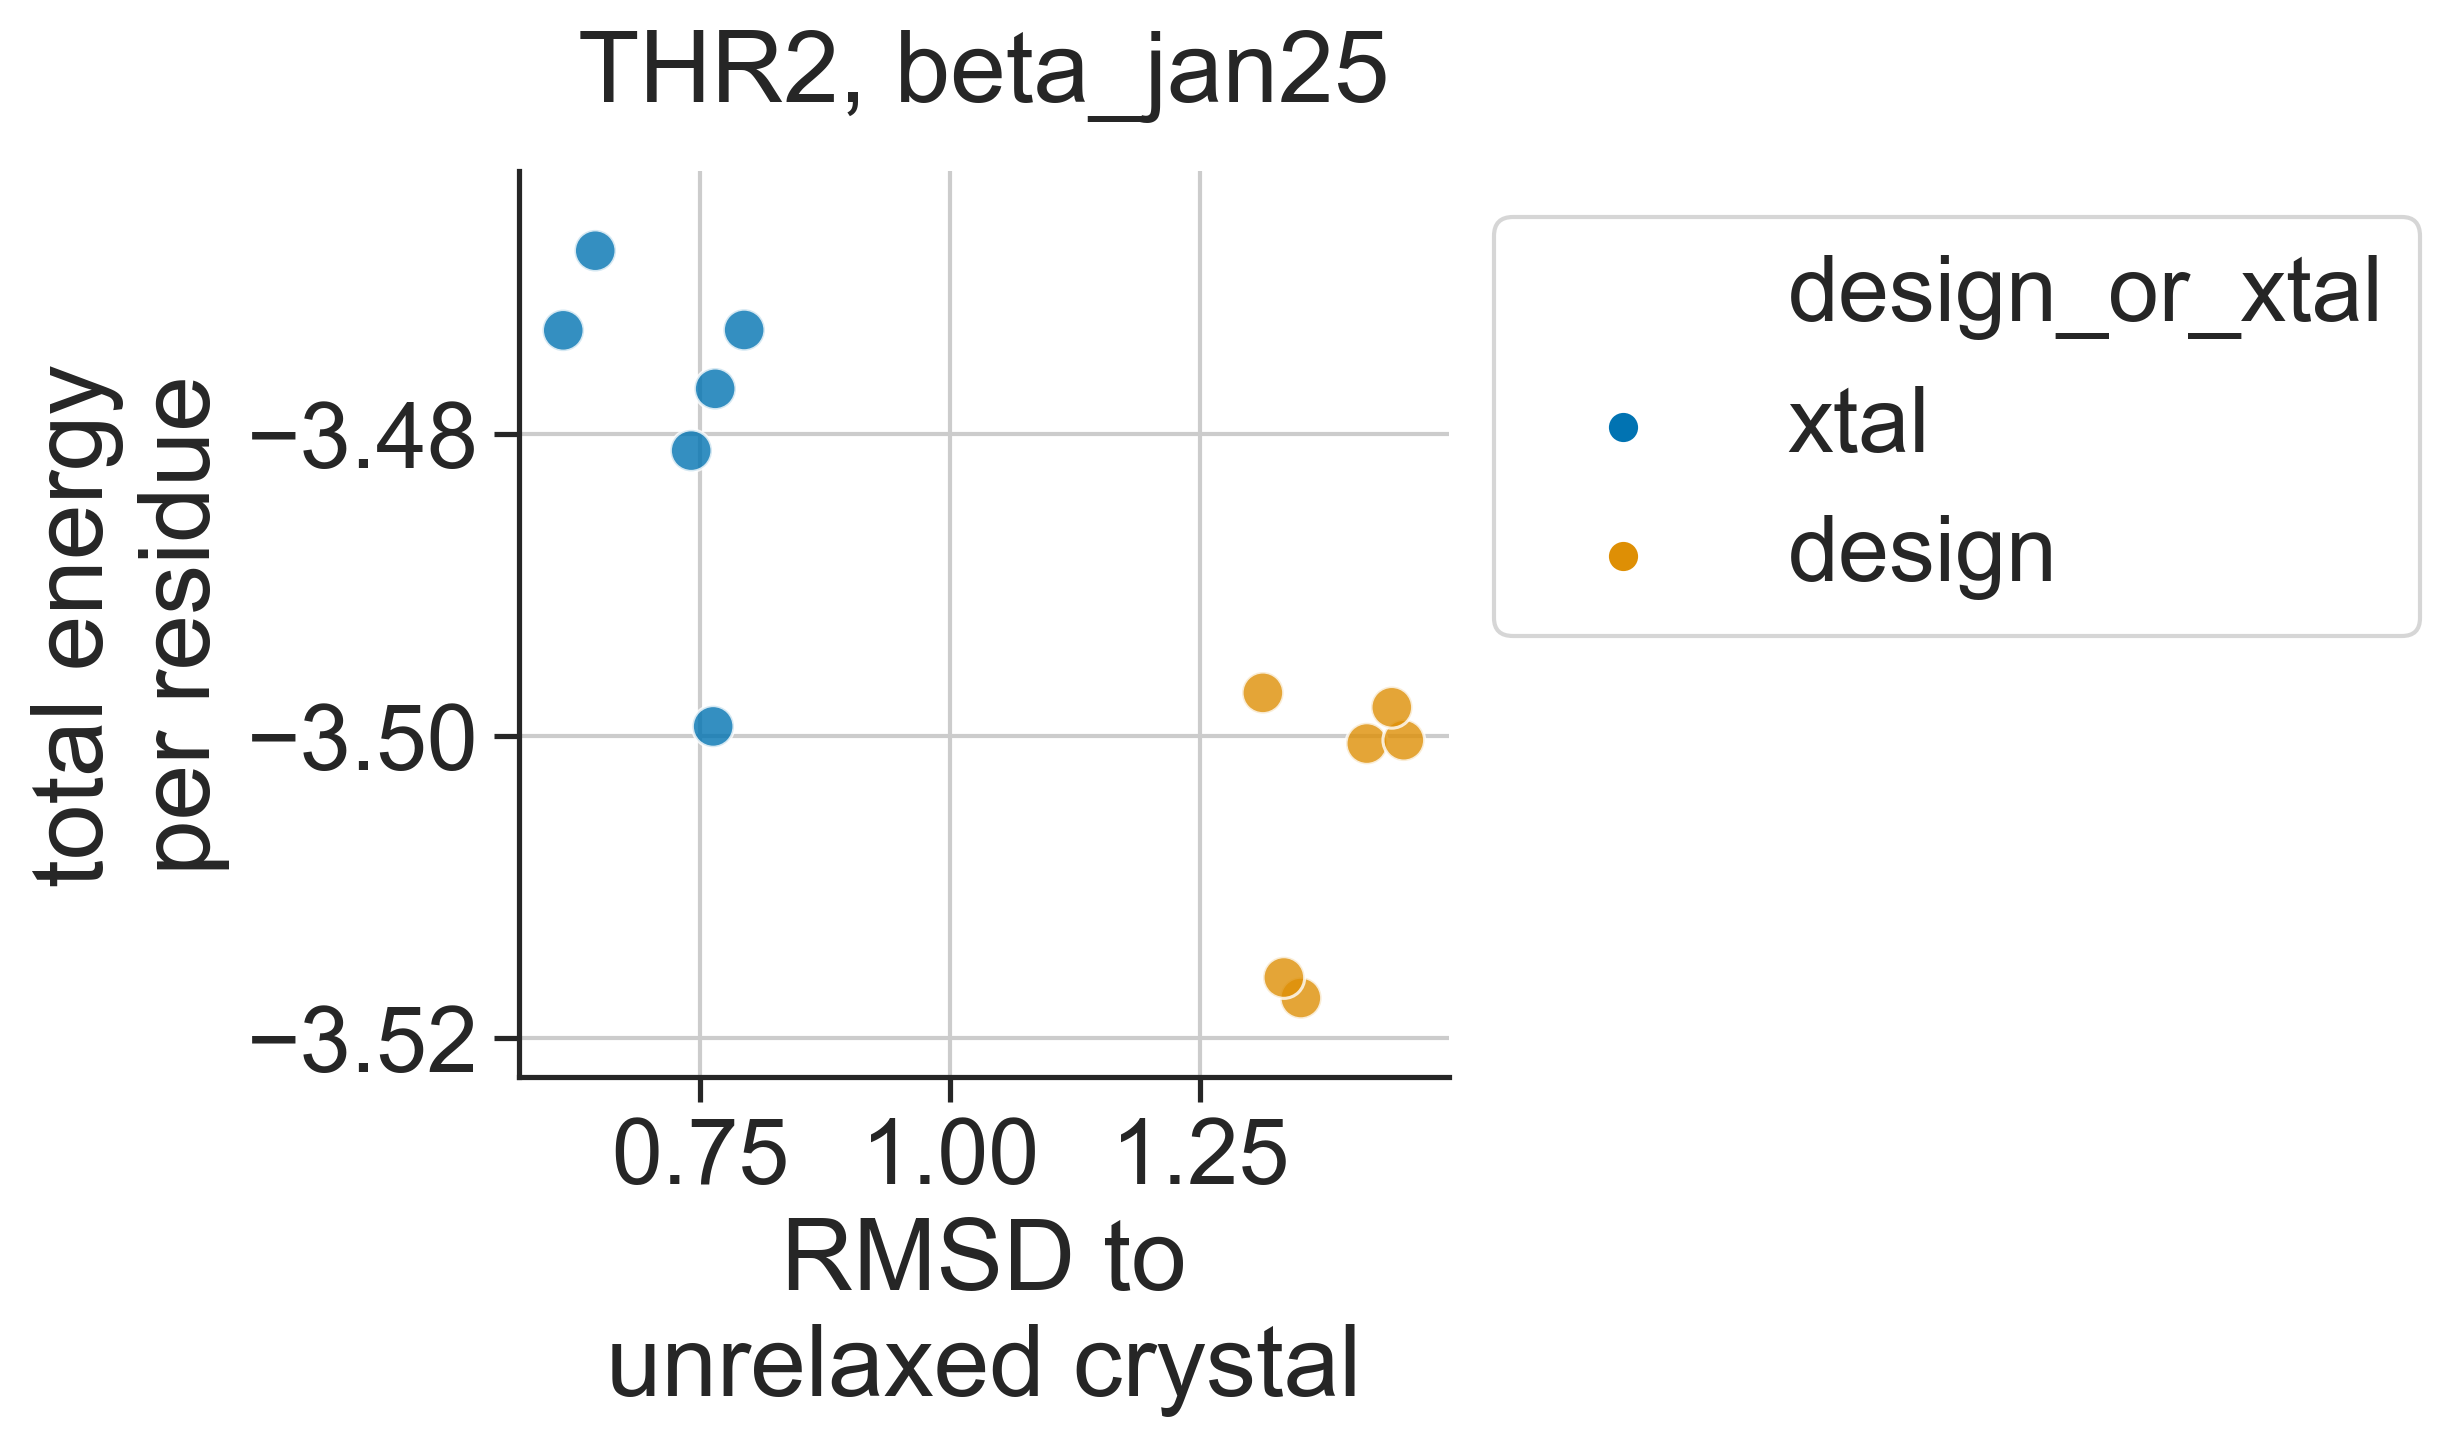 THR2, beta_jan25
total energy
per residue
−3.48
−3.50
−3.52
0.75 1.00 1.25
RMSD to
unrelaxed crystal
design_or_xtal
xtal
design